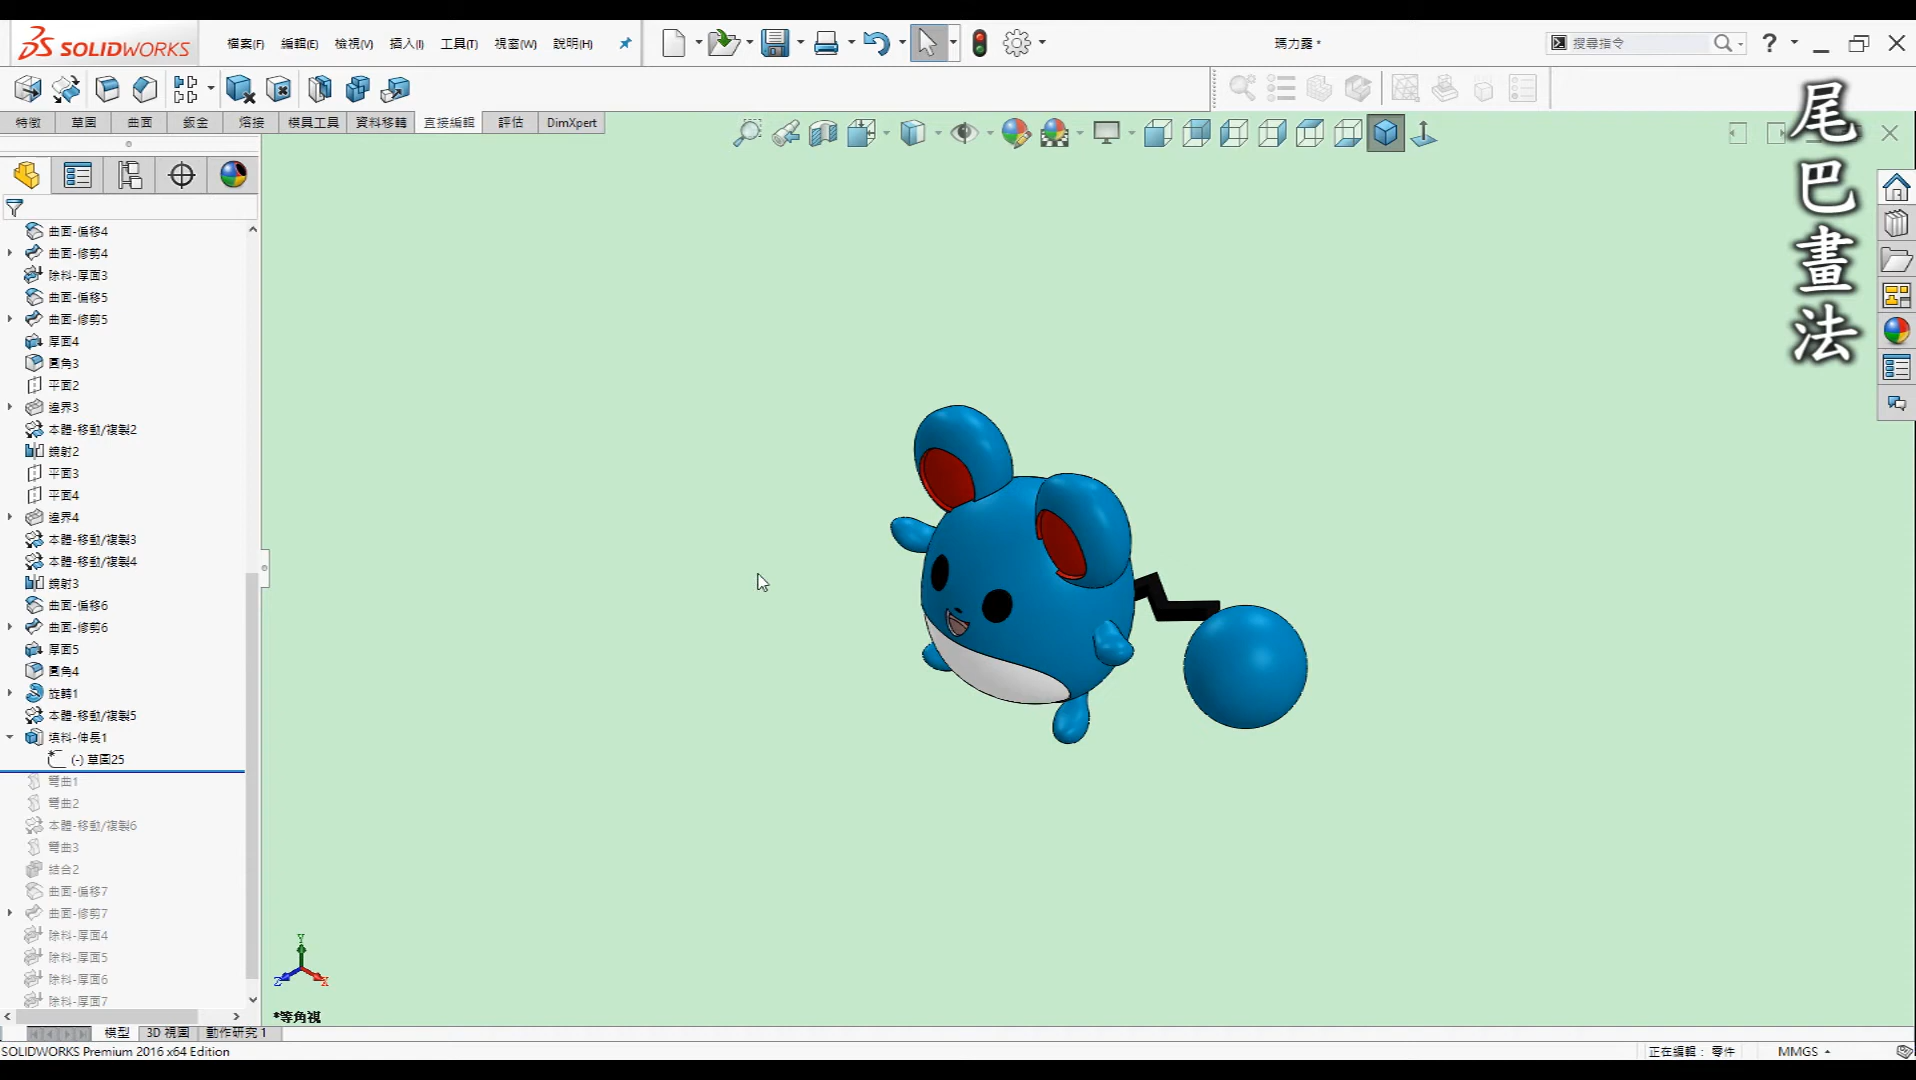 SOLIDWORKS
檔案(F) 編輯(E) 檢視(V) 插入(I) 工具(T) 視窗(W) 說明(H)
瑪力露 *
搜尋指令
特徵 草圖 曲面 鈑金 熔接 模具工具 資料移轉 直接編輯 評估 DimXpert
尾巴畫法
曲面-偏移4
曲面-修剪4
除料-厚面3
曲面-偏移5
曲面-修剪5
厚面4
圓角3
平面2
邊界3
本體-移動/複製2
鏡射2
平面3
平面4
邊界4
本體-移動/複製3
本體-移動/複製4
鏡射3
曲面-偏移6
曲面-修剪6
厚面5
圓角4
旋轉1
本體-移動/複製5
填料-伸長1
(-) 草圖25
彎曲1
彎曲2
本體-移動/複製6
彎曲3
結合2
曲面-偏移7
曲面-修剪7
除料-厚面4
除料-厚面5
除料-厚面6
除料-厚面7
Y
Z
X
*等角視
模型 3D 視圖 動作研究 1
SOLIDWORKS Premium 2016 x64 Edition
正在編輯： 零件
MMGS